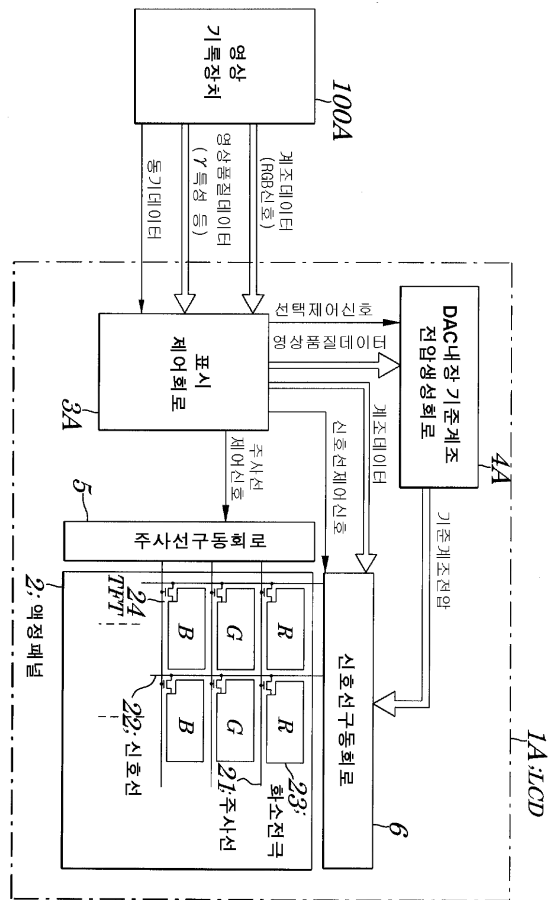 1A;LCD
영상
기록장치
100A
계조데이터
(RGB신호)
영상품질데이터
(γ특성 등)
동기데이터
DAC내장 기준계조
전압생성회로
4A
선택제어신호
영상품질데이터
표시
제어회로
3A
계조데이터
신호선제어신호
기준계조전압
주사선
제어신호
5
주사선구동회로
신호선구동회로
6
R
R
G
G
B
B
24
TFT
23;
화소전극
21;주사선
22;신호선
2;액정패널